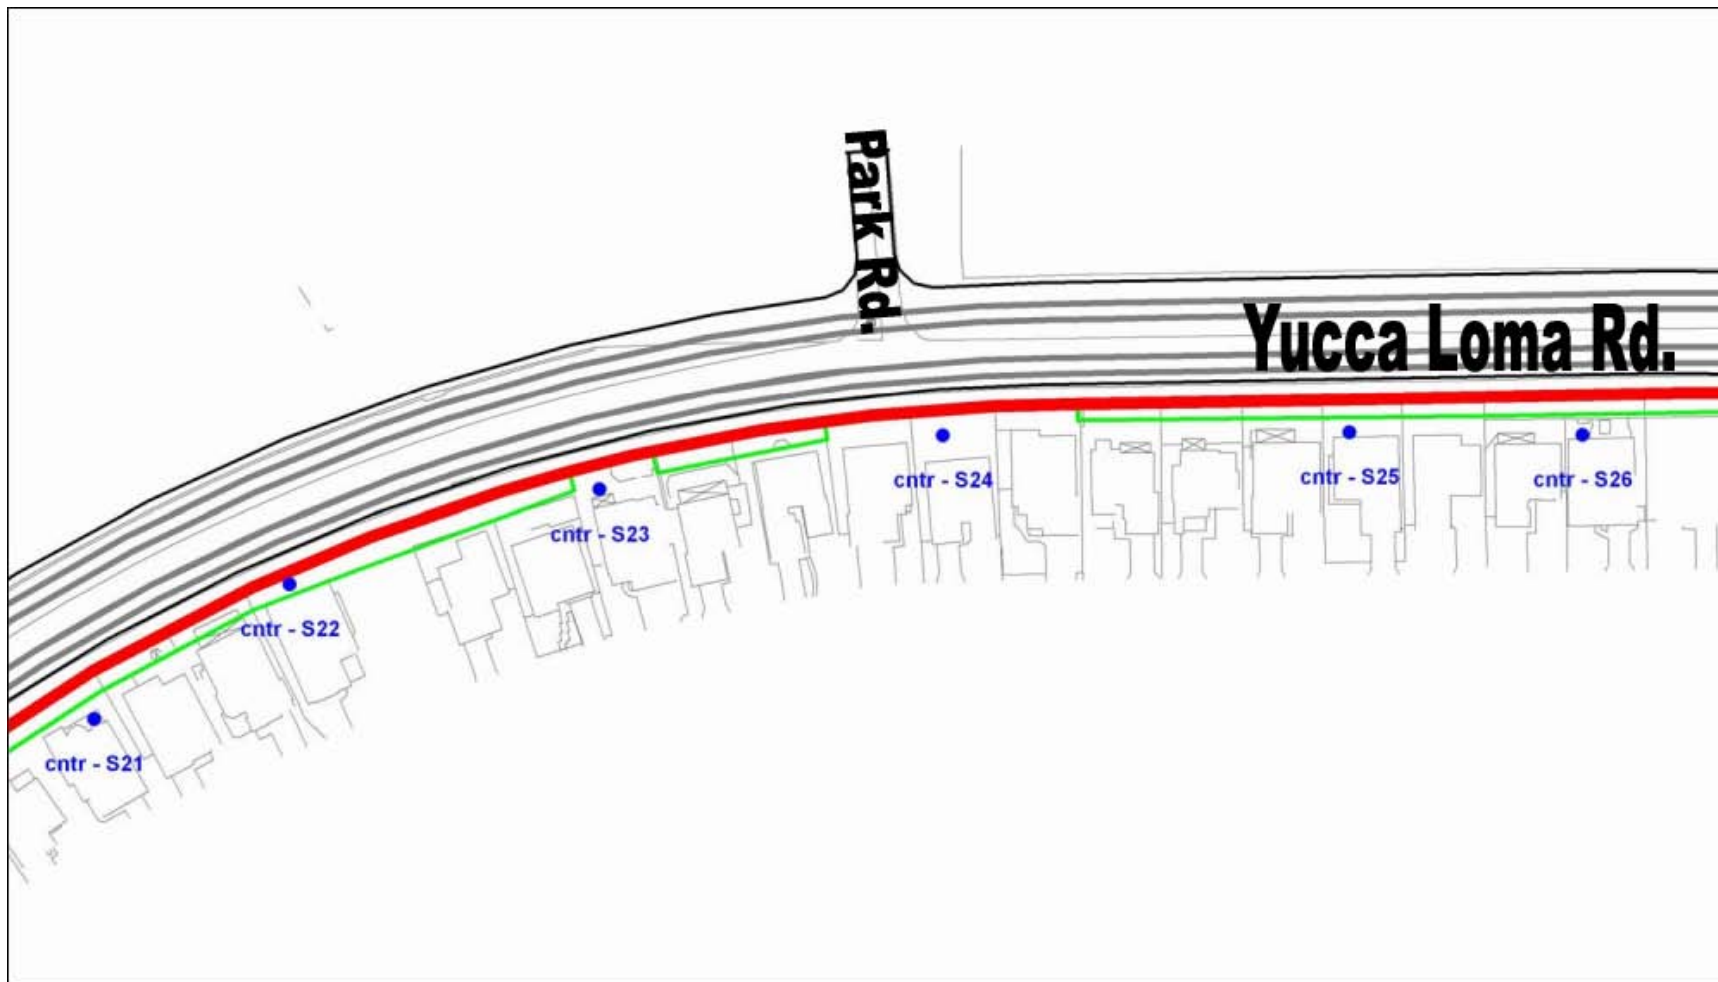 Park Rd.
Yucca Loma Rd.
cntr - S24
cntr - S25
cntr - S26
cntr - S23
cntr - S22
cntr - S21